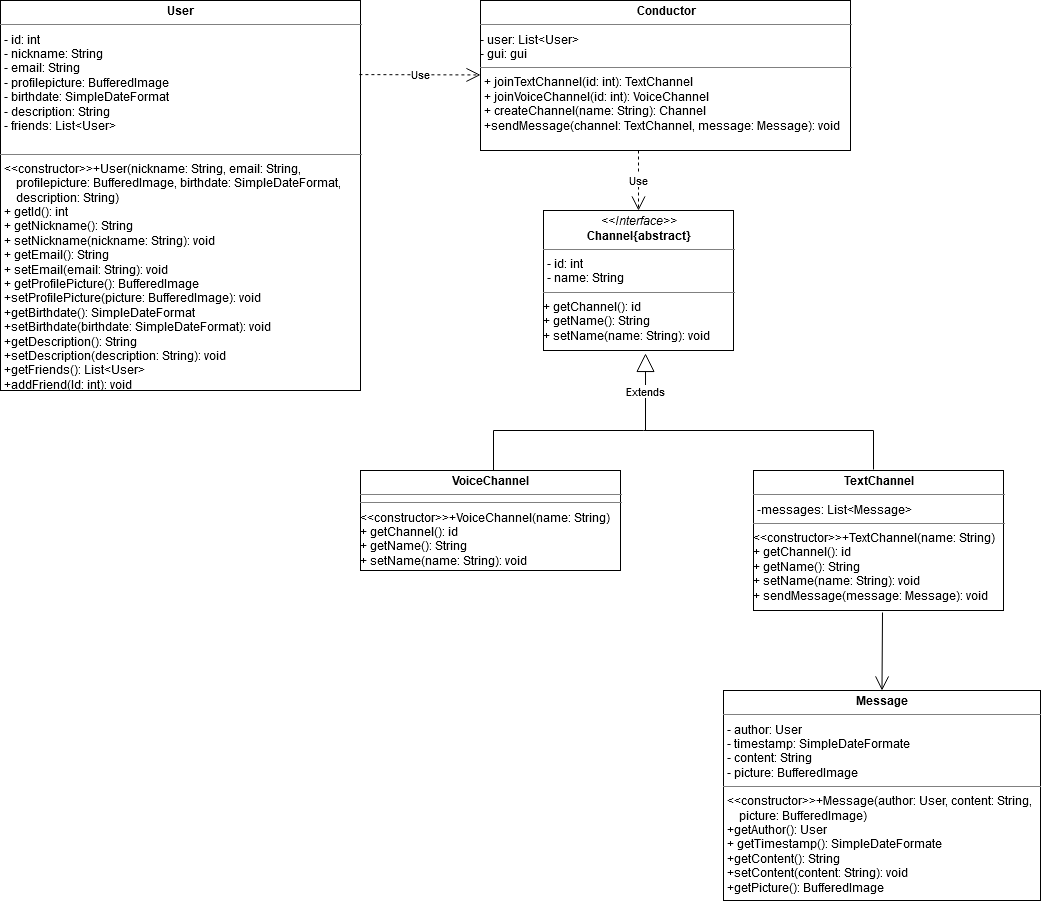 User
- id: int
- nickname: String
- email: String
- profilepicture: BufferedImage
- birthdate: SimpleDateFormat
- description: String
- friends: List<User>
<<constructor>>+User(nickname: String, email: String,
profilepicture: BufferedImage, birthdate: SimpleDateFormat,
description: String)
+ getId(): int
+ getNickname(): String
+ setNickname(nickname: String): void
+ getEmail(): String
+ setEmail(email: String): void
+ getProfilePicture(): BufferedImage
+setProfilePicture(picture: BufferedImage): void
+getBirthdate(): SimpleDateFormat
+setBirthdate(birthdate: SimpleDateFormat): void
+getDescription(): String
+setDescription(description: String): void
+getFriends(): List<User>
+addFriend(Id: int): void
Use
Conductor
- user: List<User>
- gui: gui
+ joinTextChannel(id: int): TextChannel
+ joinVoiceChannel(id: int): VoiceChannel
+ createChannel(name: String): Channel
+sendMessage(channel: TextChannel, message: Message): void
Use
<<Interface>>
Channel{abstract}
- id: int
- name: String
+ getChannel(): id
+ getName(): String
+ setName(name: String): void
Extends
VoiceChannel
<<constructor>>+VoiceChannel(name: String)
+ getChannel(): id
+ getName(): String
+ setName(name: String): void
TextChannel
-messages: List<Message>
<<constructor>>+TextChannel(name: String)
+ getChannel(): id
+ getName(): String
+ setName(name: String): void
+ sendMessage(message: Message): void
Message
- author: User
- timestamp: SimpleDateFormate
- content: String
- picture: BufferedImage
<<constructor>>+Message(author: User, content: String,
picture: BufferedImage)
+getAuthor(): User
+ getTimestamp(): SimpleDateFormate
+getContent(): String
+setContent(content: String): void
+getPicture(): BufferedImage